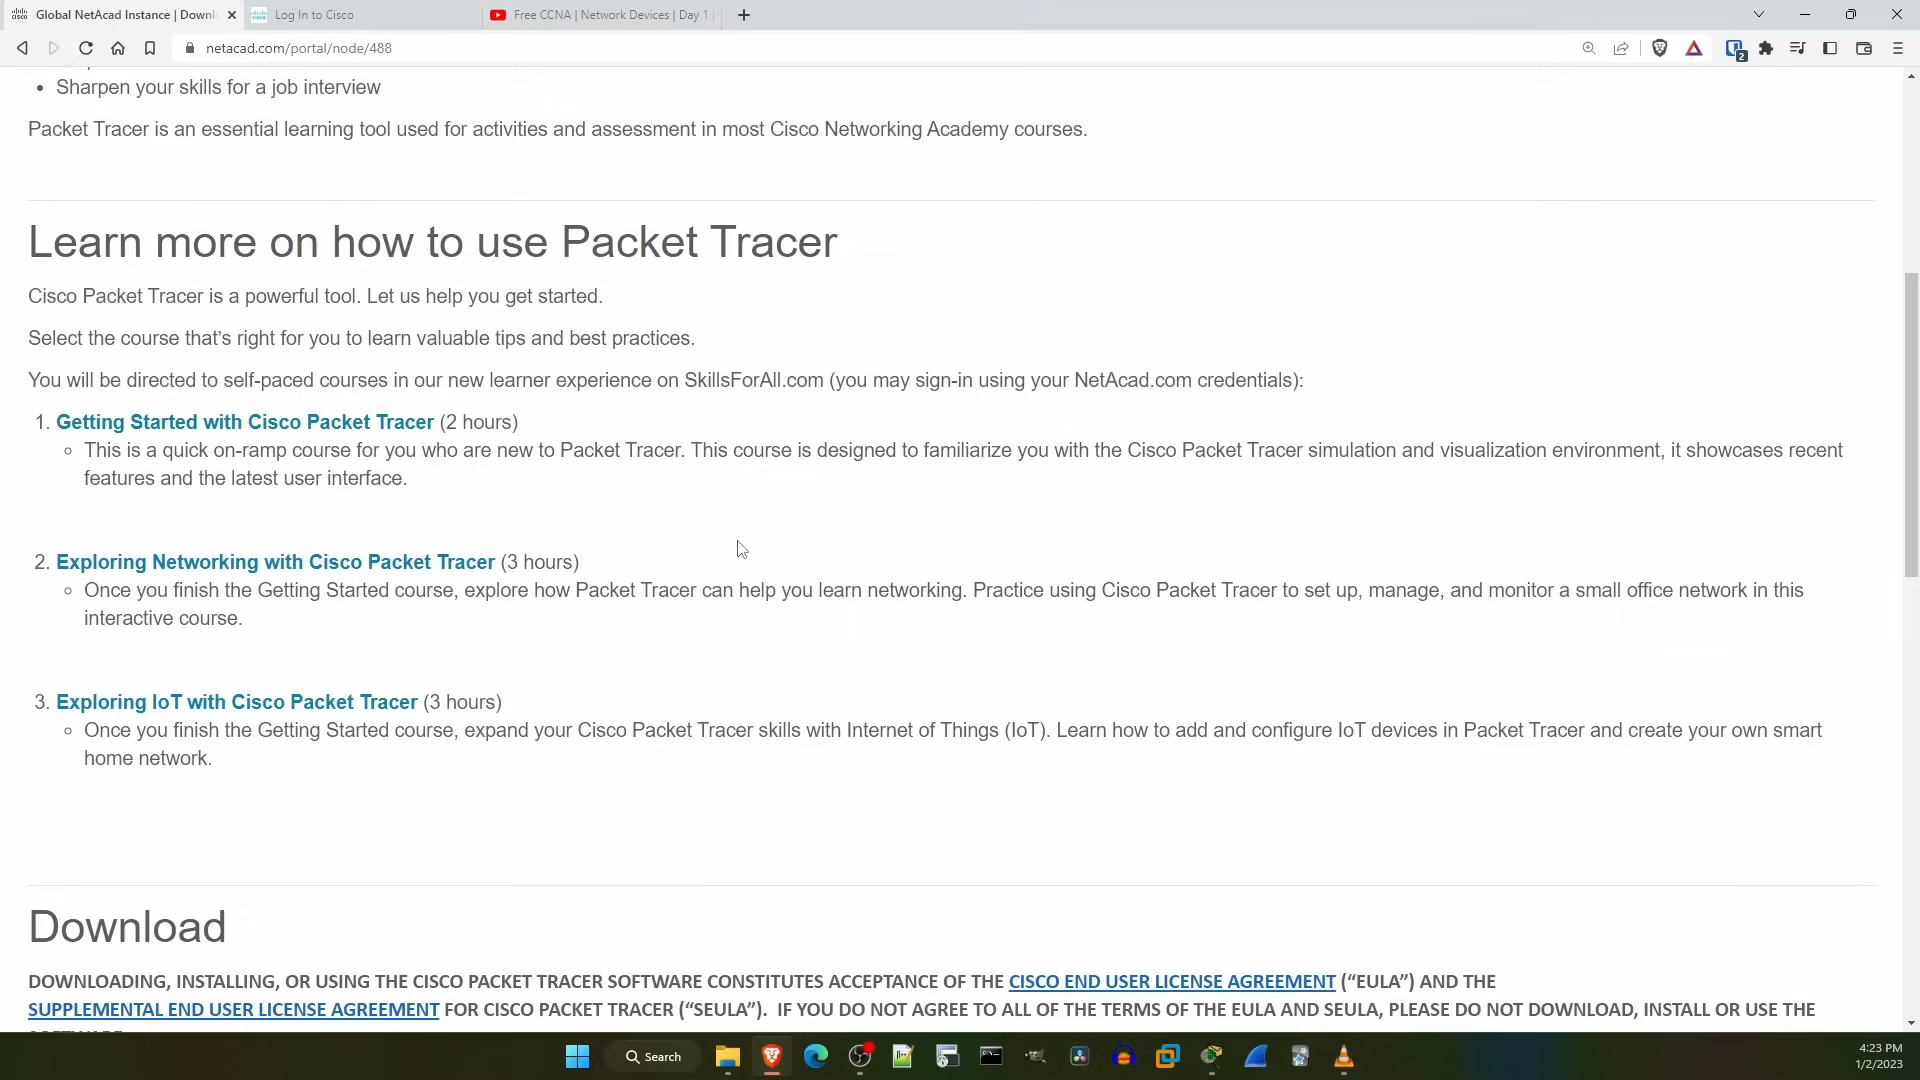 Global NetAcad Instance | Downl
Log In to Cisco
Free CCNA | Network Devices | Day 1
netacad.com/portal/node/488
2
• Sharpen your skills for a job interview
Packet Tracer is an essential learning tool used for activities and assessment in most Cisco Networking Academy courses.
Learn more on how to use Packet Tracer
Cisco Packet Tracer is a powerful tool. Let us help you get started.
Select the course that’s right for you to learn valuable tips and best practices.
You will be directed to self-paced courses in our new learner experience on SkillsForAll.com (you may sign-in using your NetAcad.com credentials):
1. Getting Started with Cisco Packet Tracer (2 hours)
This is a quick on-ramp course for you who are new to Packet Tracer. This course is designed to familiarize you with the Cisco Packet Tracer simulation and visualization environment, it showcases recent
features and the latest user interface.
2. Exploring Networking with Cisco Packet Tracer (3 hours)
Once you finish the Getting Started course, explore how Packet Tracer can help you learn networking. Practice using Cisco Packet Tracer to set up, manage, and monitor a small office network in this
interactive course.
3. Exploring IoT with Cisco Packet Tracer (3 hours)
Once you finish the Getting Started course, expand your Cisco Packet Tracer skills with Internet of Things (IoT). Learn how to add and configure IoT devices in Packet Tracer and create your own smart
home network.
Download
DOWNLOADING, INSTALLING, OR USING THE CISCO PACKET TRACER SOFTWARE CONSTITUTES ACCEPTANCE OF THE CISCO END USER LICENSE AGREEMENT (“EULA”) AND THE
SUPPLEMENTAL END USER LICENSE AGREEMENT FOR CISCO PACKET TRACER (“SEULA”). IF YOU DO NOT AGREE TO ALL OF THE TERMS OF THE EULA AND SEULA, PLEASE DO NOT DOWNLOAD, INSTALL OR USE THE
Search
4:23 PM
1/2/2023